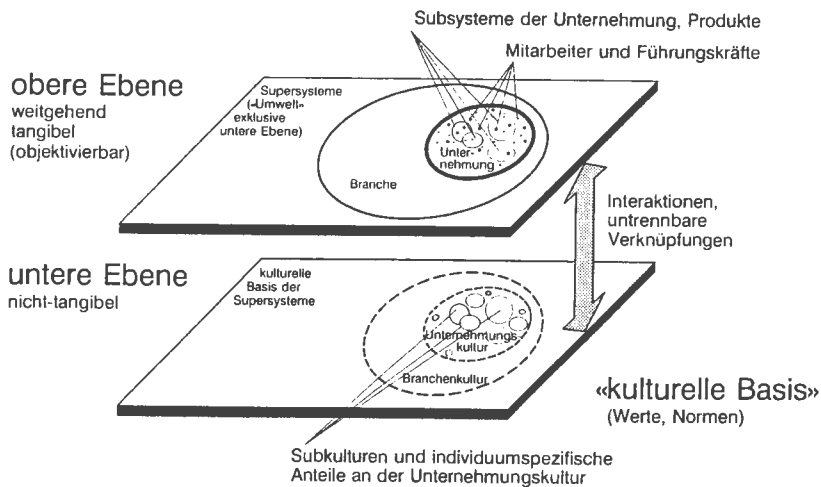 Subsysteme der Unternehmung, Produkte
Mitarbeiter und Führungskräfte
obere Ebene
weitgehend
tangibel
(objektivierbar)
Supersysteme
(«Umwelt»
exklusive
untere Ebene)
Unter-
nehmung
Branche
Interaktionen,
untrennbare
Verknüpfungen
untere Ebene
nicht-tangibel
kulturelle
Basis der
Supersysteme
Unternehmungs
kultur
Branchenkultur
«kulturelle Basis»
(Werte, Normen)
Subkulturen und individuumspezifische
Anteile an der Unternehmungskultur